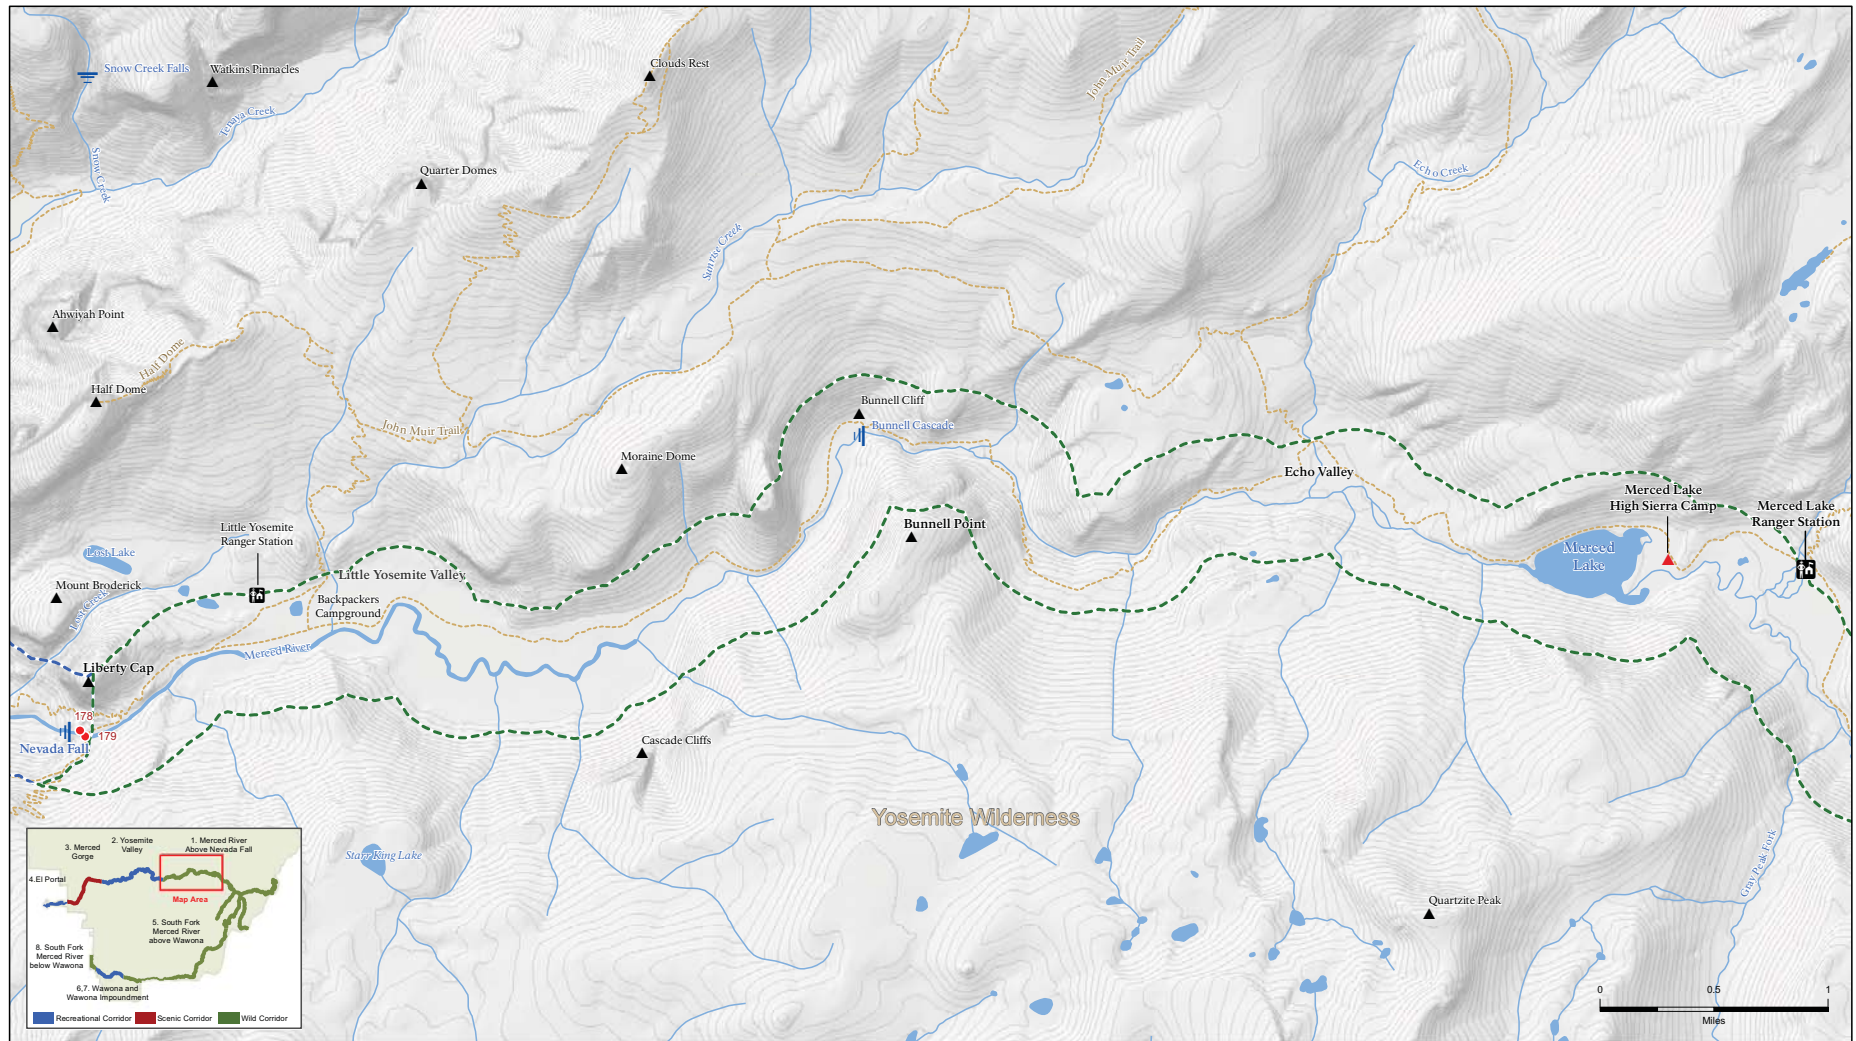 Snow Creek Falls
Watkins Pinnacles
Clouds Rest
John Muir Trail
Tenaya Creek
Snow Creek
Quarter Domes
Echo Creek
Sunrise Creek
Ahwiyah Point
Half Dome
Half Dome
John Muir Trail
Bunnell Cliff
Bunnell Cascade
Moraine Dome
Echo Valley
Merced Lake
High Sierra Camp
Merced Lake
Ranger Station
Little Yosemite
Ranger Station
Bunnell Point
Lost Lake
Merced
Lake
Mount Broderick
Lost Creek
Little Yosemite Valley
Backpackers
Campground
Merced River
Liberty Cap
178
179
Nevada Fall
Cascade Cliffs
Yosemite Wilderness
Starr King Lake
Gray Peak Fork
Quartzite Peak
2. Yosemite
Valley
1. Merced River
Above Nevada Fall
3. Merced
Gorge
4.El Portal
Map Area
5. South Fork
Merced River
above Wawona
8. South Fork
Merced River
below Wawona
6,7. Wawona and
Wawona Impoundment
Recreational Corridor
Scenic Corridor
Wild Corridor
0
0.5
1
Miles